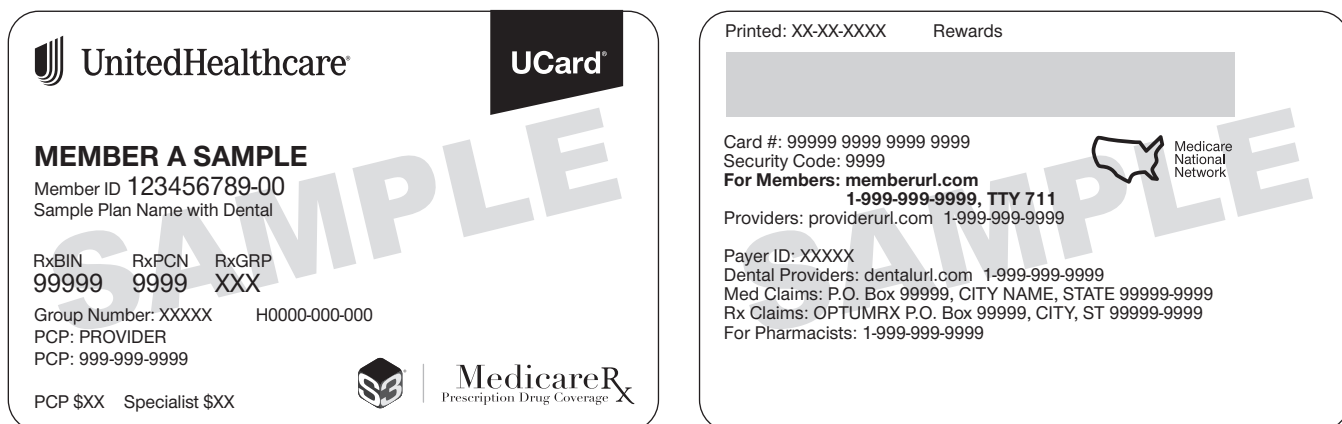 UnitedHealthcare®
UCard®
MEMBER A SAMPLE
Member ID 123456789-00
Sample Plan Name with Dental
RxBIN RxPCN RxGRP
99999 9999 XXX
Group Number: XXXXX H0000-000-000
PCP: PROVIDER
PCP: 999-999-9999
PCP $XX Specialist $XX
S3®
MedicareRx
Prescription Drug Coverage
SAMPLE
Printed: XX-XX-XXXX Rewards
Card #: 99999 9999 9999 9999
Security Code: 9999
For Members: memberurl.com
1-999-999-9999, TTY 711
Providers: providerurl.com 1-999-999-9999
Medicare
National
Network
Payer ID: XXXXX
Dental Providers: dentalurl.com 1-999-999-9999
Med Claims: P.O. Box 99999, CITY NAME, STATE 99999-9999
Rx Claims: OPTUMRX P.O. Box 99999, CITY, ST 99999-9999
For Pharmacists: 1-999-999-9999
SAMPLE